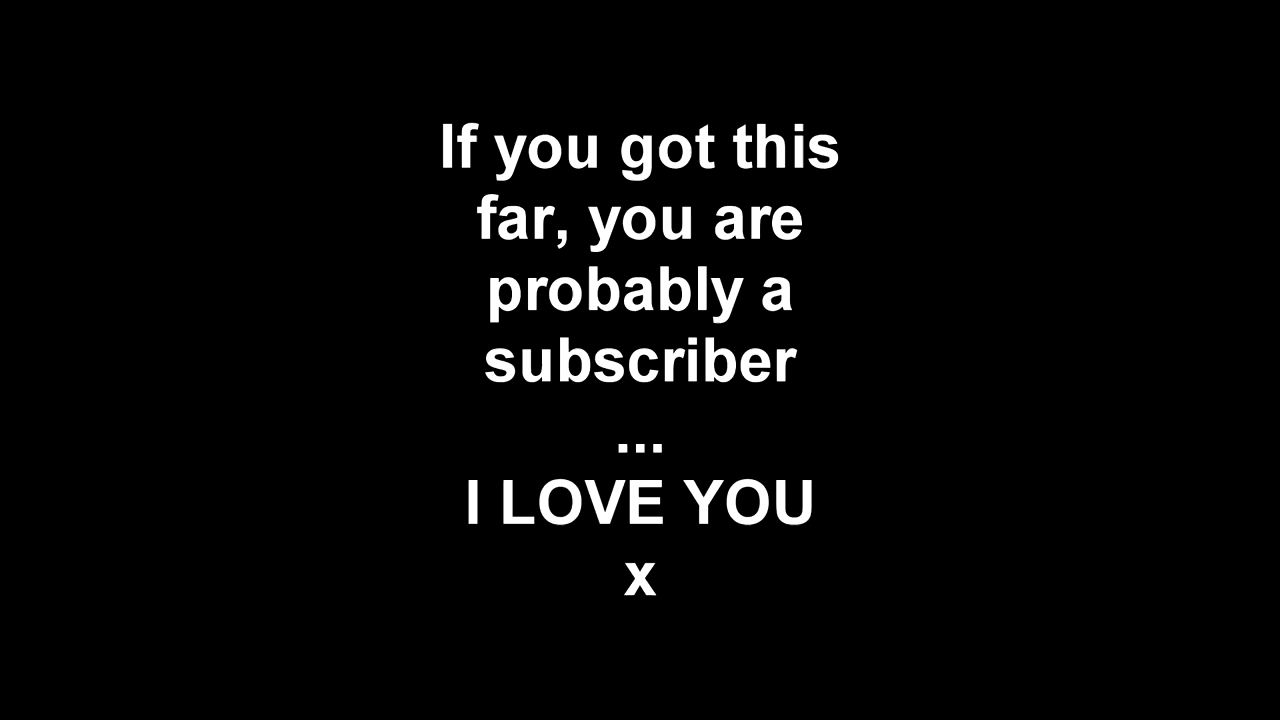 If you got this
far, you are
probably a
subscriber
...
I LOVE YOU
x